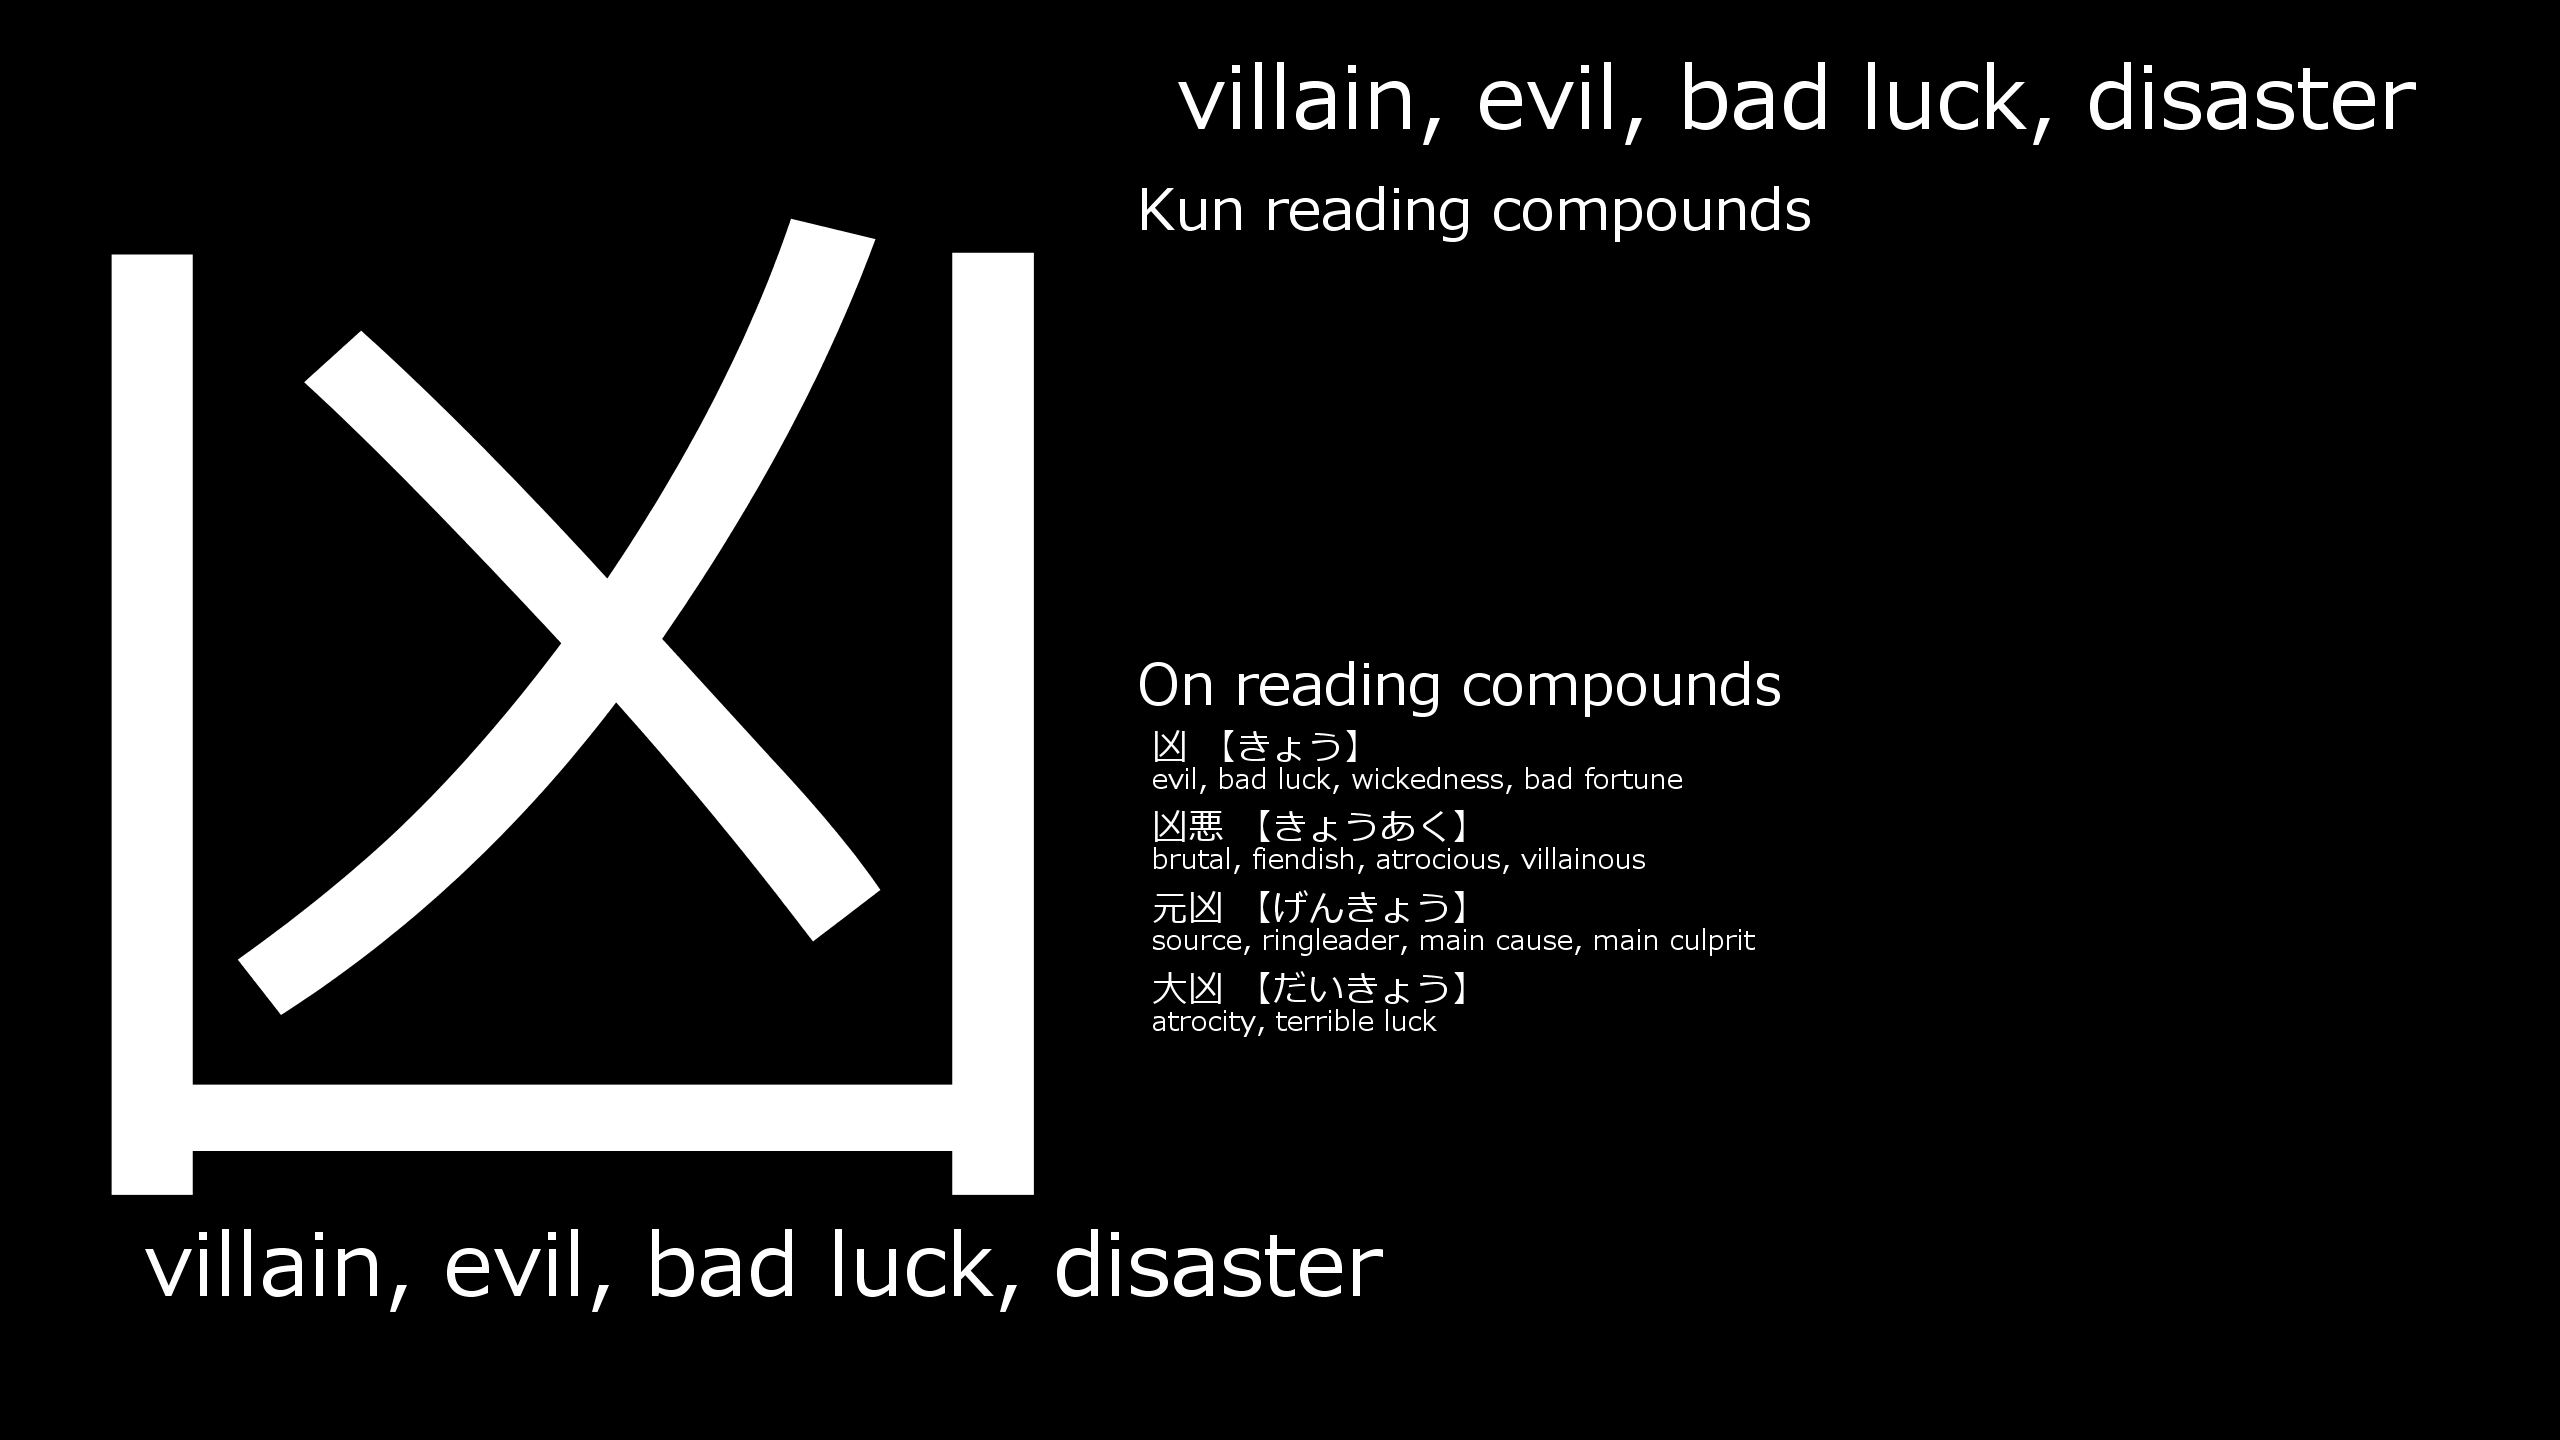 凶
villain, evil, bad luck, disaster
villain, evil, bad luck, disaster
Kun reading compounds
On reading compounds
凶 【きょう】
evil, bad luck, wickedness, bad fortune
凶悪 【きょうあく】
brutal, fiendish, atrocious, villainous
元凶 【げんきょう】
source, ringleader, main cause, main culprit
大凶 【だいきょう】
atrocity, terrible luck